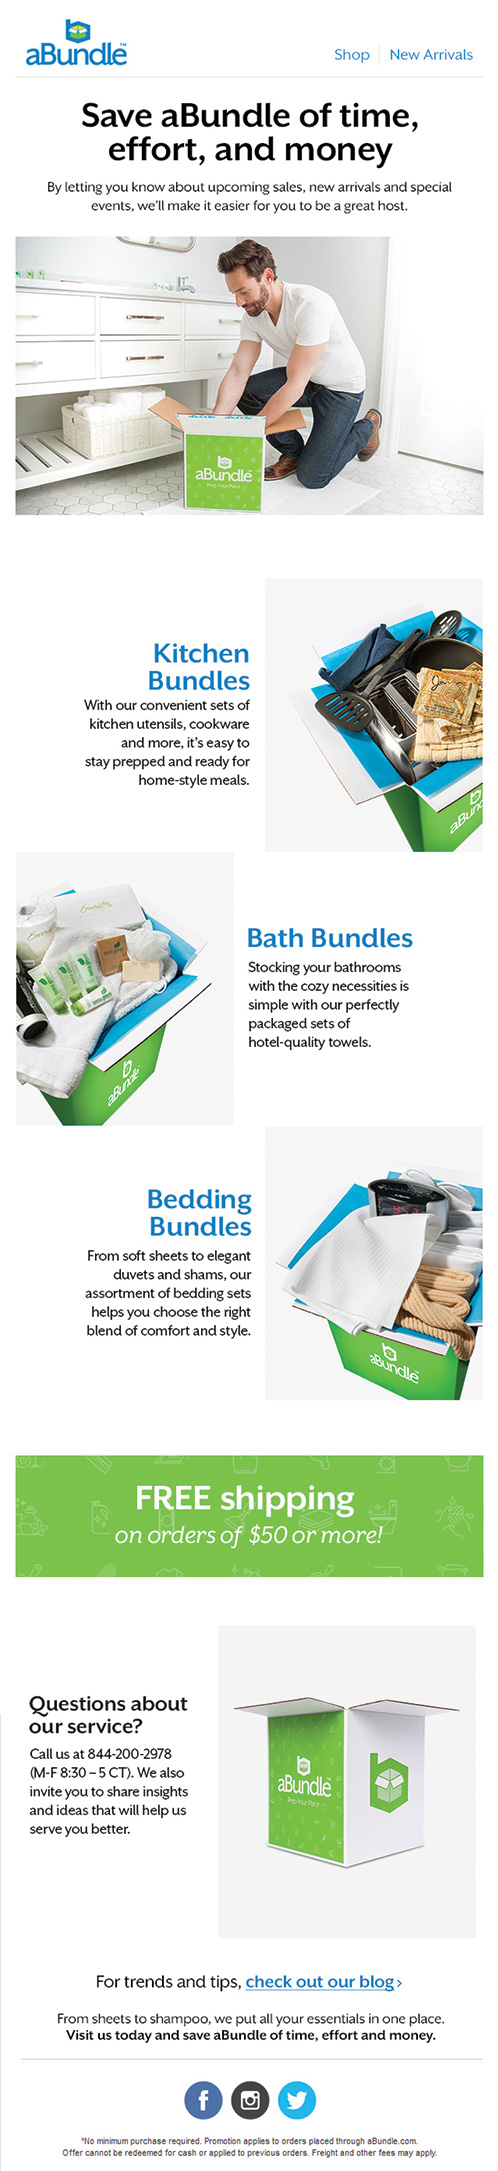 aBundle™
Shop
New Arrivals
Save aBundle of time,
effort, and money
By letting you know about upcoming sales, new arrivals and special
events, we'll make it easier for you to be a great host.
aBundle
Prep Your Place
Kitchen
Bundles
With our convenient sets of
kitchen utensils, cookware
and more, it's easy to
stay prepped and ready for
home-style meals.
aBund
Bath Bundles
Stocking your bathrooms
with the cozy necessities is
simple with our perfectly
packaged sets of
hotel-quality towels.
aBundle
Bedding
Bundles
From soft sheets to elegant
duvets and shams, our
assortment of bedding sets
helps you choose the right
blend of comfort and style.
aBundle
FREE shipping
on orders of $50 or more!
Questions about
our service?
Call us at 844-200-2978
(M-F 8:30 – 5 CT). We also
invite you to share insights
and ideas that will help us
serve you better.
aBundle™
Prep Your Place
For trends and tips, check out our blog›
From sheets to shampoo, we put all your essentials in one place.
Visit us today and save aBundle of time, effort and money.
*No minimum purchase required. Promotion applies to orders placed through aBundle.com.
Offer cannot be redeemed for cash or applied to previous orders. Freight and other fees may apply.